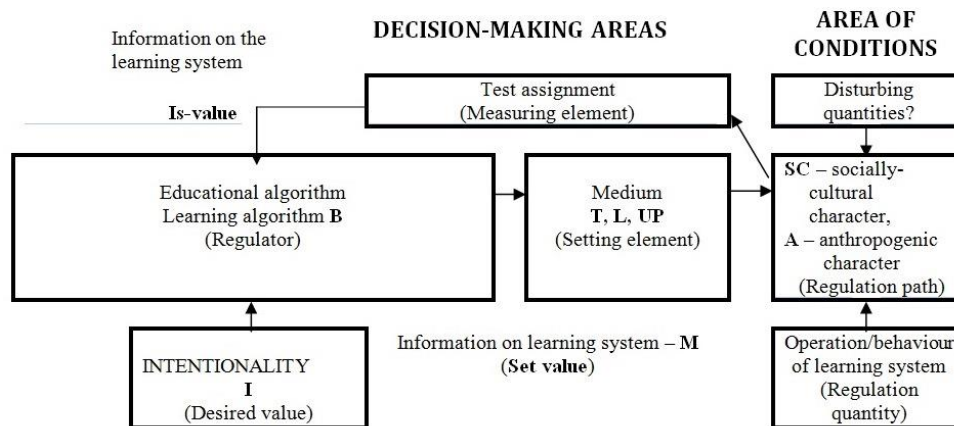 Information on the
learning system
DECISION-MAKING AREAS
AREA OF
CONDITIONS
Is-value
Test assignment
(Measuring element)
Disturbing
quantities?
Educational algorithm
Learning algorithm B
(Regulator)
Medium
T, L, UP
(Setting element)
SC – socially-
cultural
character,
A – anthropogenic
character
(Regulation path)
INTENTIONALITY
I
(Desired value)
Information on learning system – M
(Set value)
Operation/behaviour
of learning system
(Regulation
quantity)